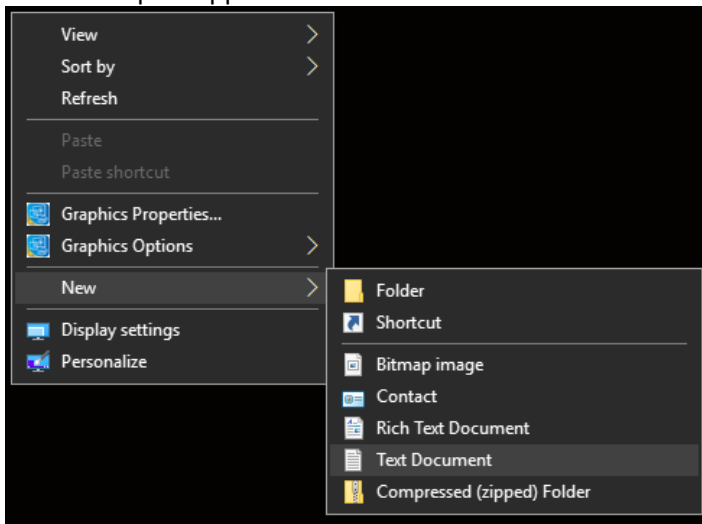 View
Sort by
Refresh
Paste
Paste shortcut
Graphics Properties...
Graphics Options
New
Display settings
Personalize
Folder
Shortcut
Bitmap image
Contact
Rich Text Document
Text Document
Compressed (zipped) Folder